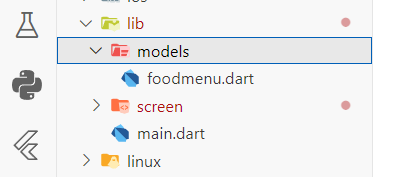 lib
models
foodmenu.dart
screen
main.dart
linux